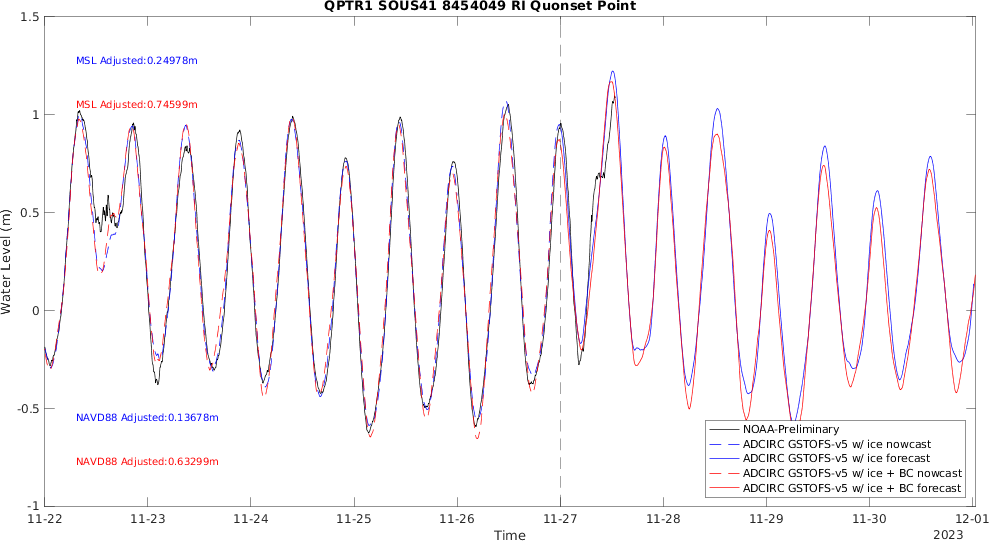 QPTR1 SOUS41 8454049 RI Quonset Point
1.5
MSL Adjusted:0.24978m
MSL Adjusted:0.74599m
1
0.5
Water Level (m)
0
-0.5
NAVD88 Adjusted:0.13678m
NAVD88 Adjusted:0.63299m
-1
NOAA-Preliminary
ADCIRC GSTOFS-v5 w/ ice nowcast
ADCIRC GSTOFS-v5 w/ ice forecast
ADCIRC GSTOFS-v5 w/ ice + BC nowcast
ADCIRC GSTOFS-v5 w/ ice + BC forecast
11-22 11-23 11-24 11-25 11-26 11-27 11-28 11-29 11-30 12-01
Time
2023